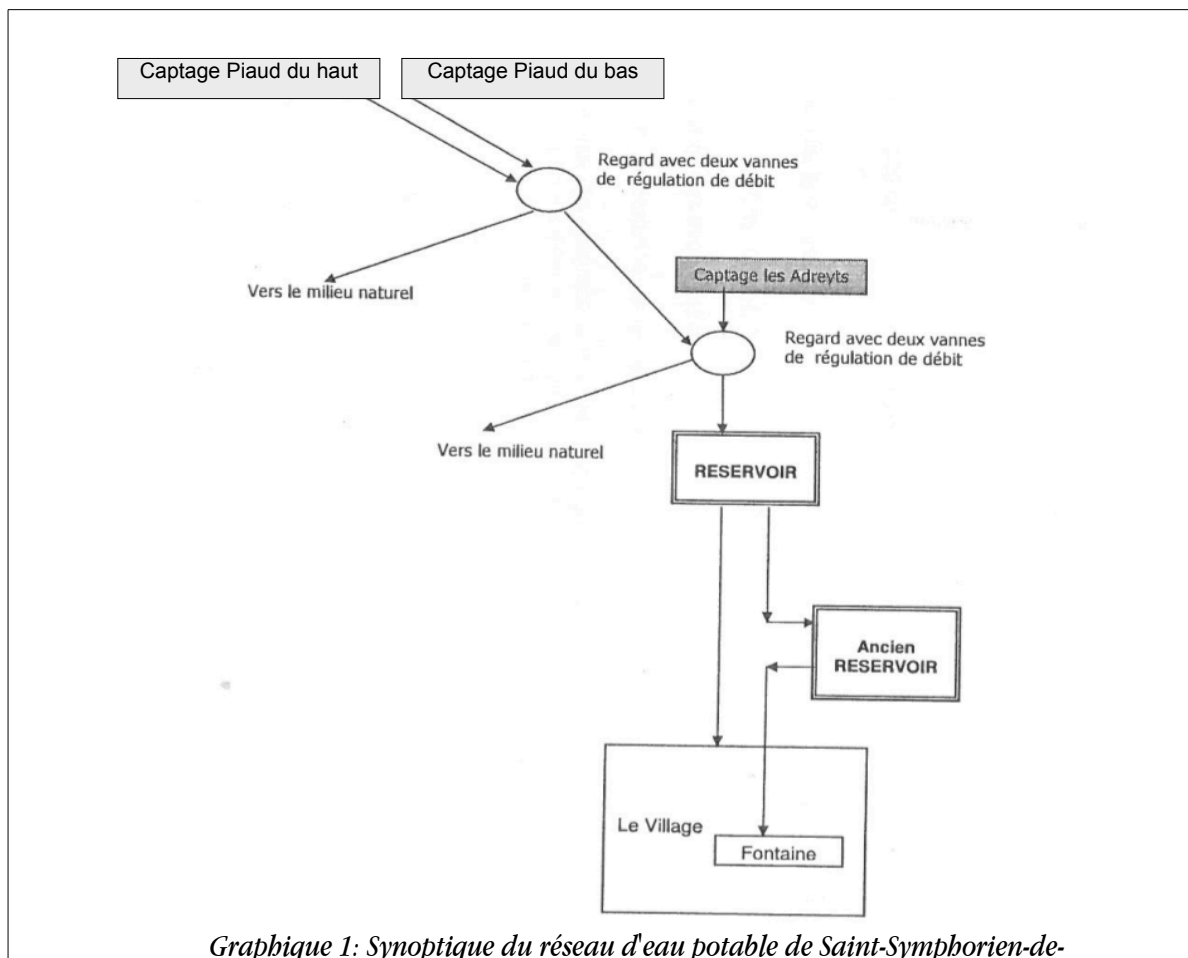 Captage Piaud du haut
Captage Piaud du bas
Regard avec deux vannes
de régulation de débit
Vers le milieu naturel
Captage les Adreyts
Regard avec deux vannes
de régulation de débit
Vers le milieu naturel
RESERVOIR
Ancien
RESERVOIR
Le Village
Fontaine
Graphique 1: Synoptique du réseau d'eau potable de Saint-Symphorien-de-